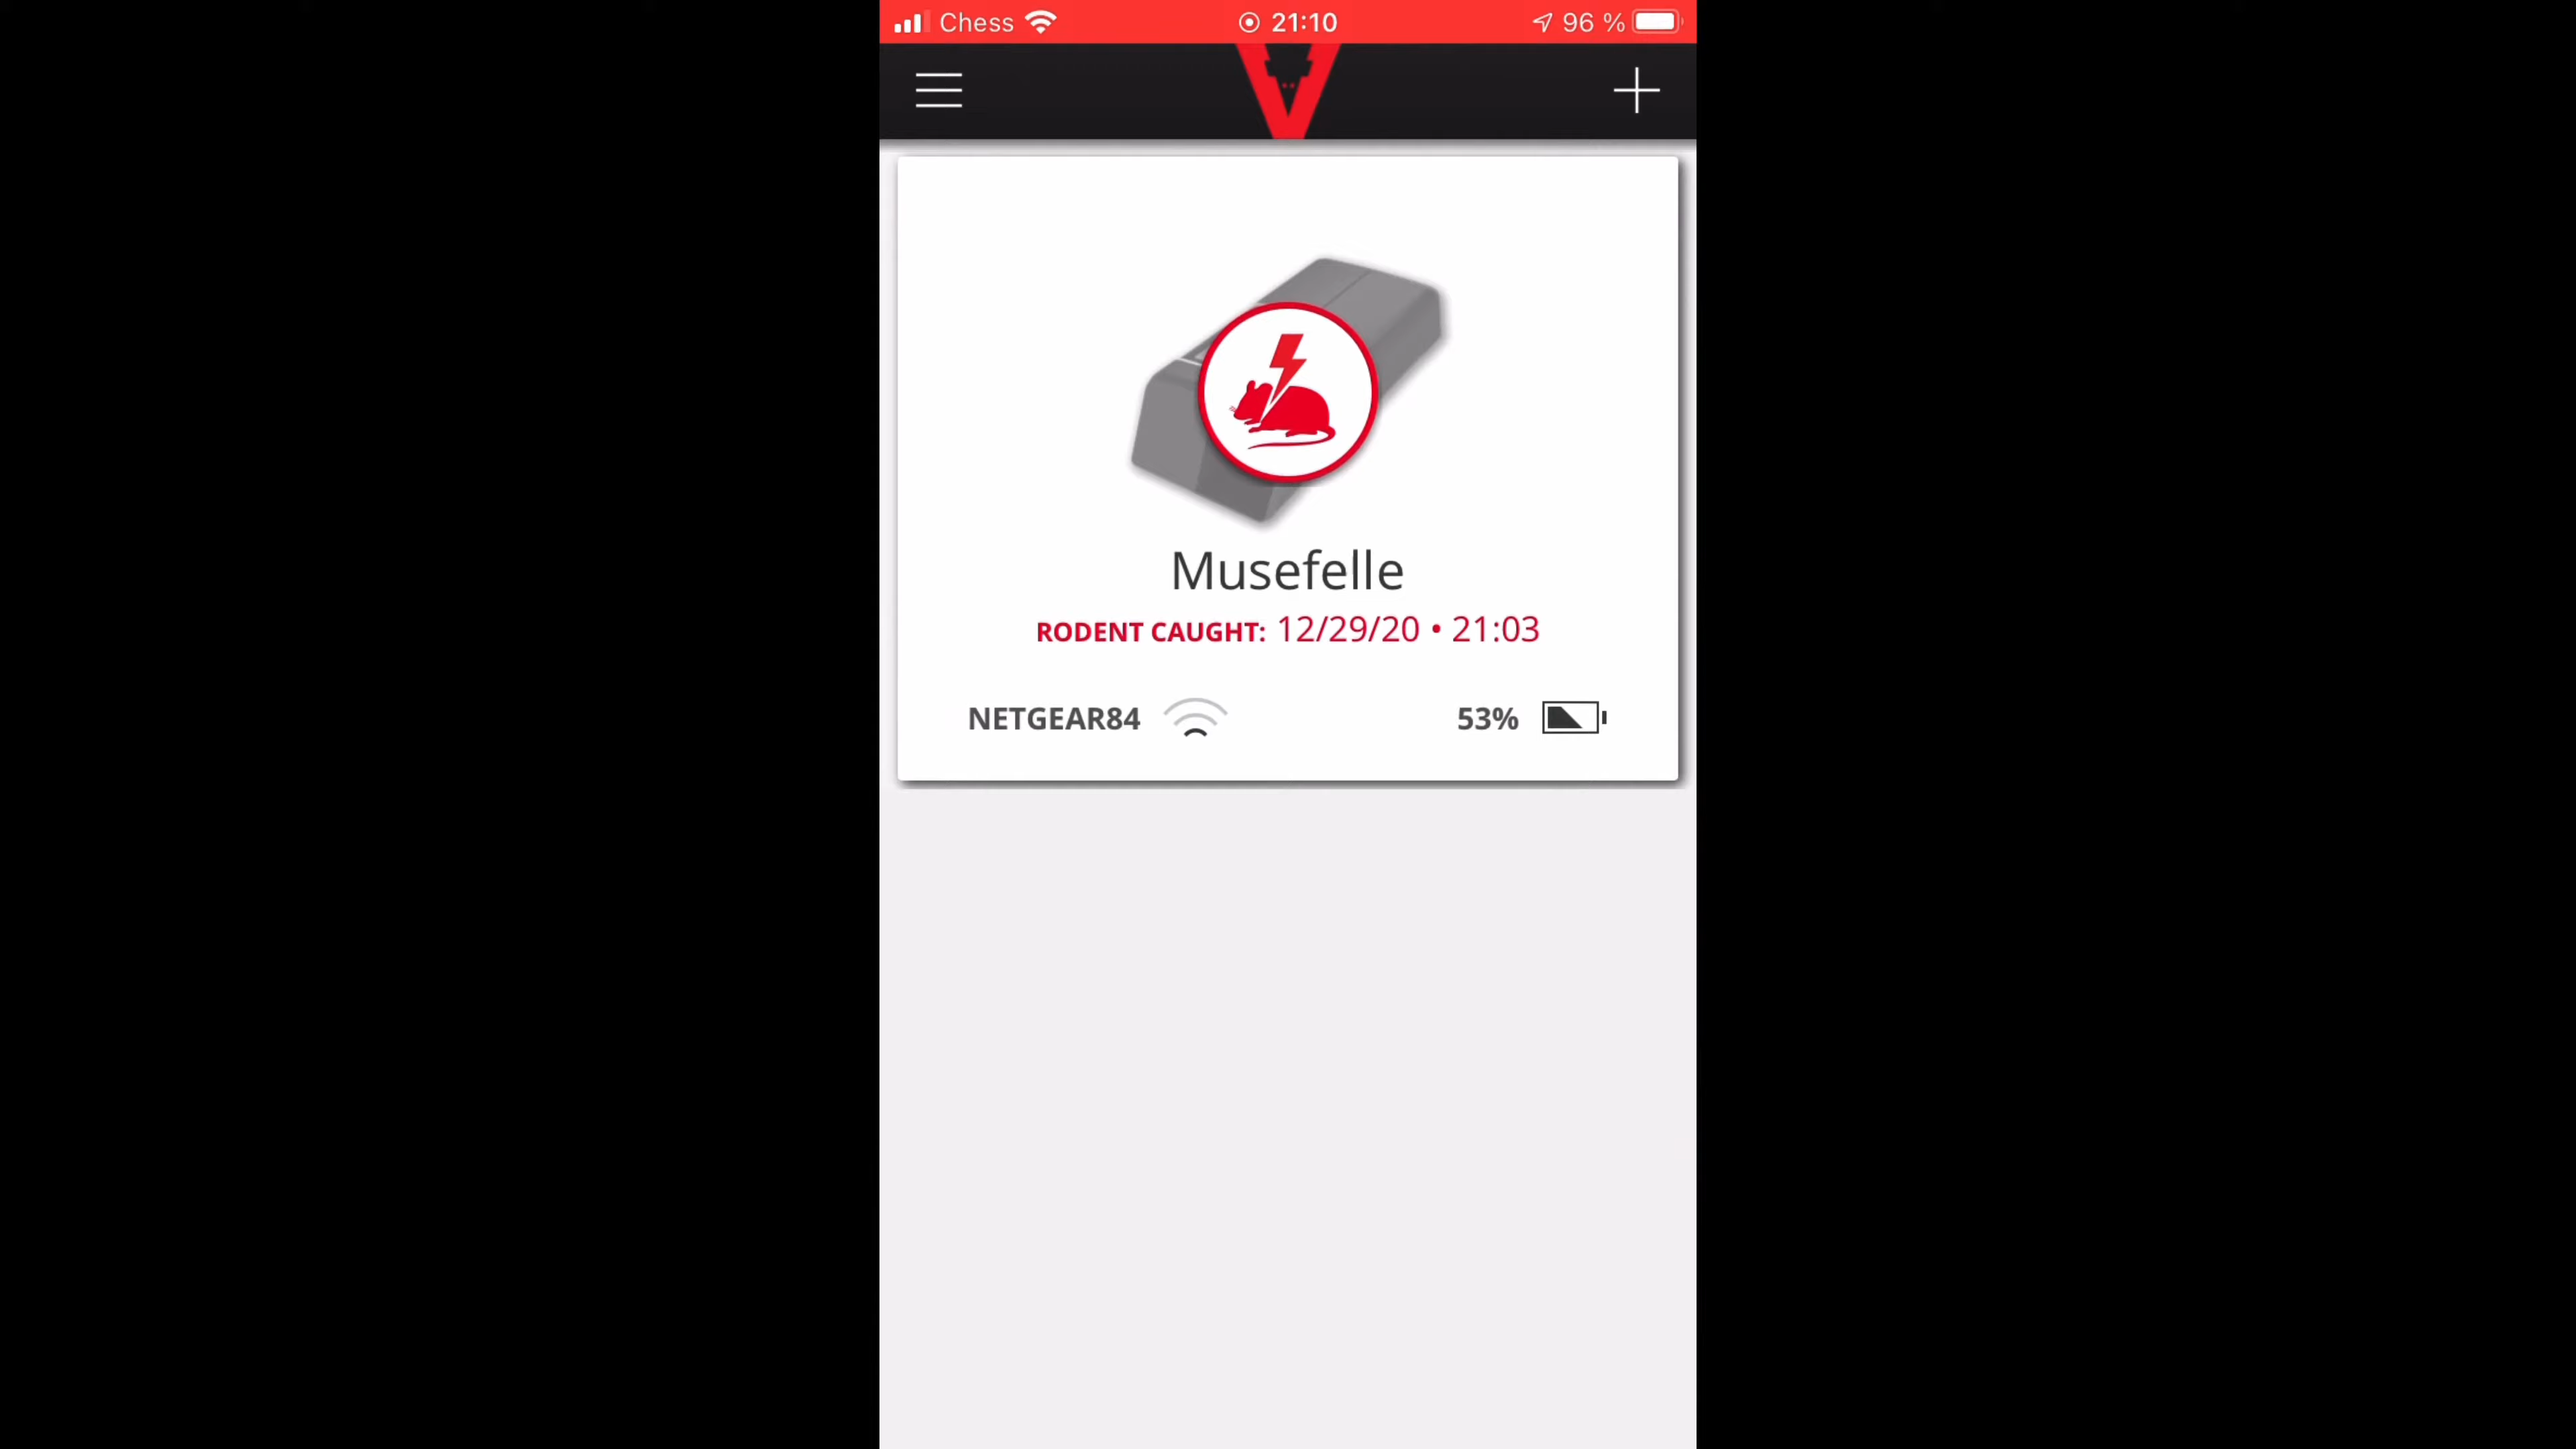 Chess 21:10 96 %
Musefelle
RODENT CAUGHT: 12/29/20 • 21:03
NETGEAR84 53%